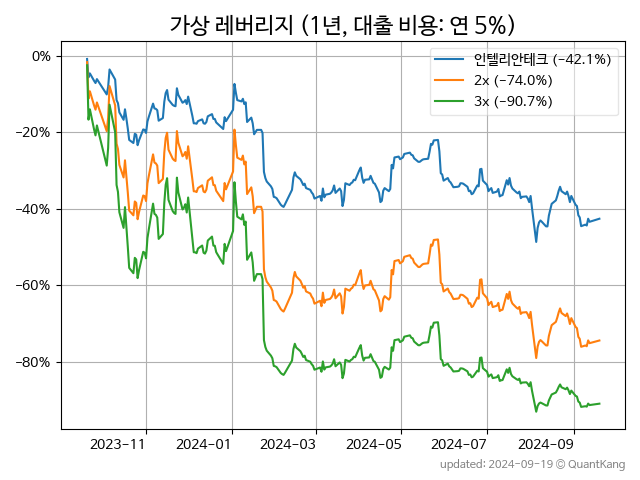 가상 레버리지 (1년, 대출 비용: 연 5%)
인텔리안테크 (−42.1%)
2x (−74.0%)
3x (−90.7%)
0%
−20%
−40%
−60%
−80%
2023-11 2024-01 2024-03 2024-05 2024-07 2024-09
updated: 2024-09-19 © QuantKang